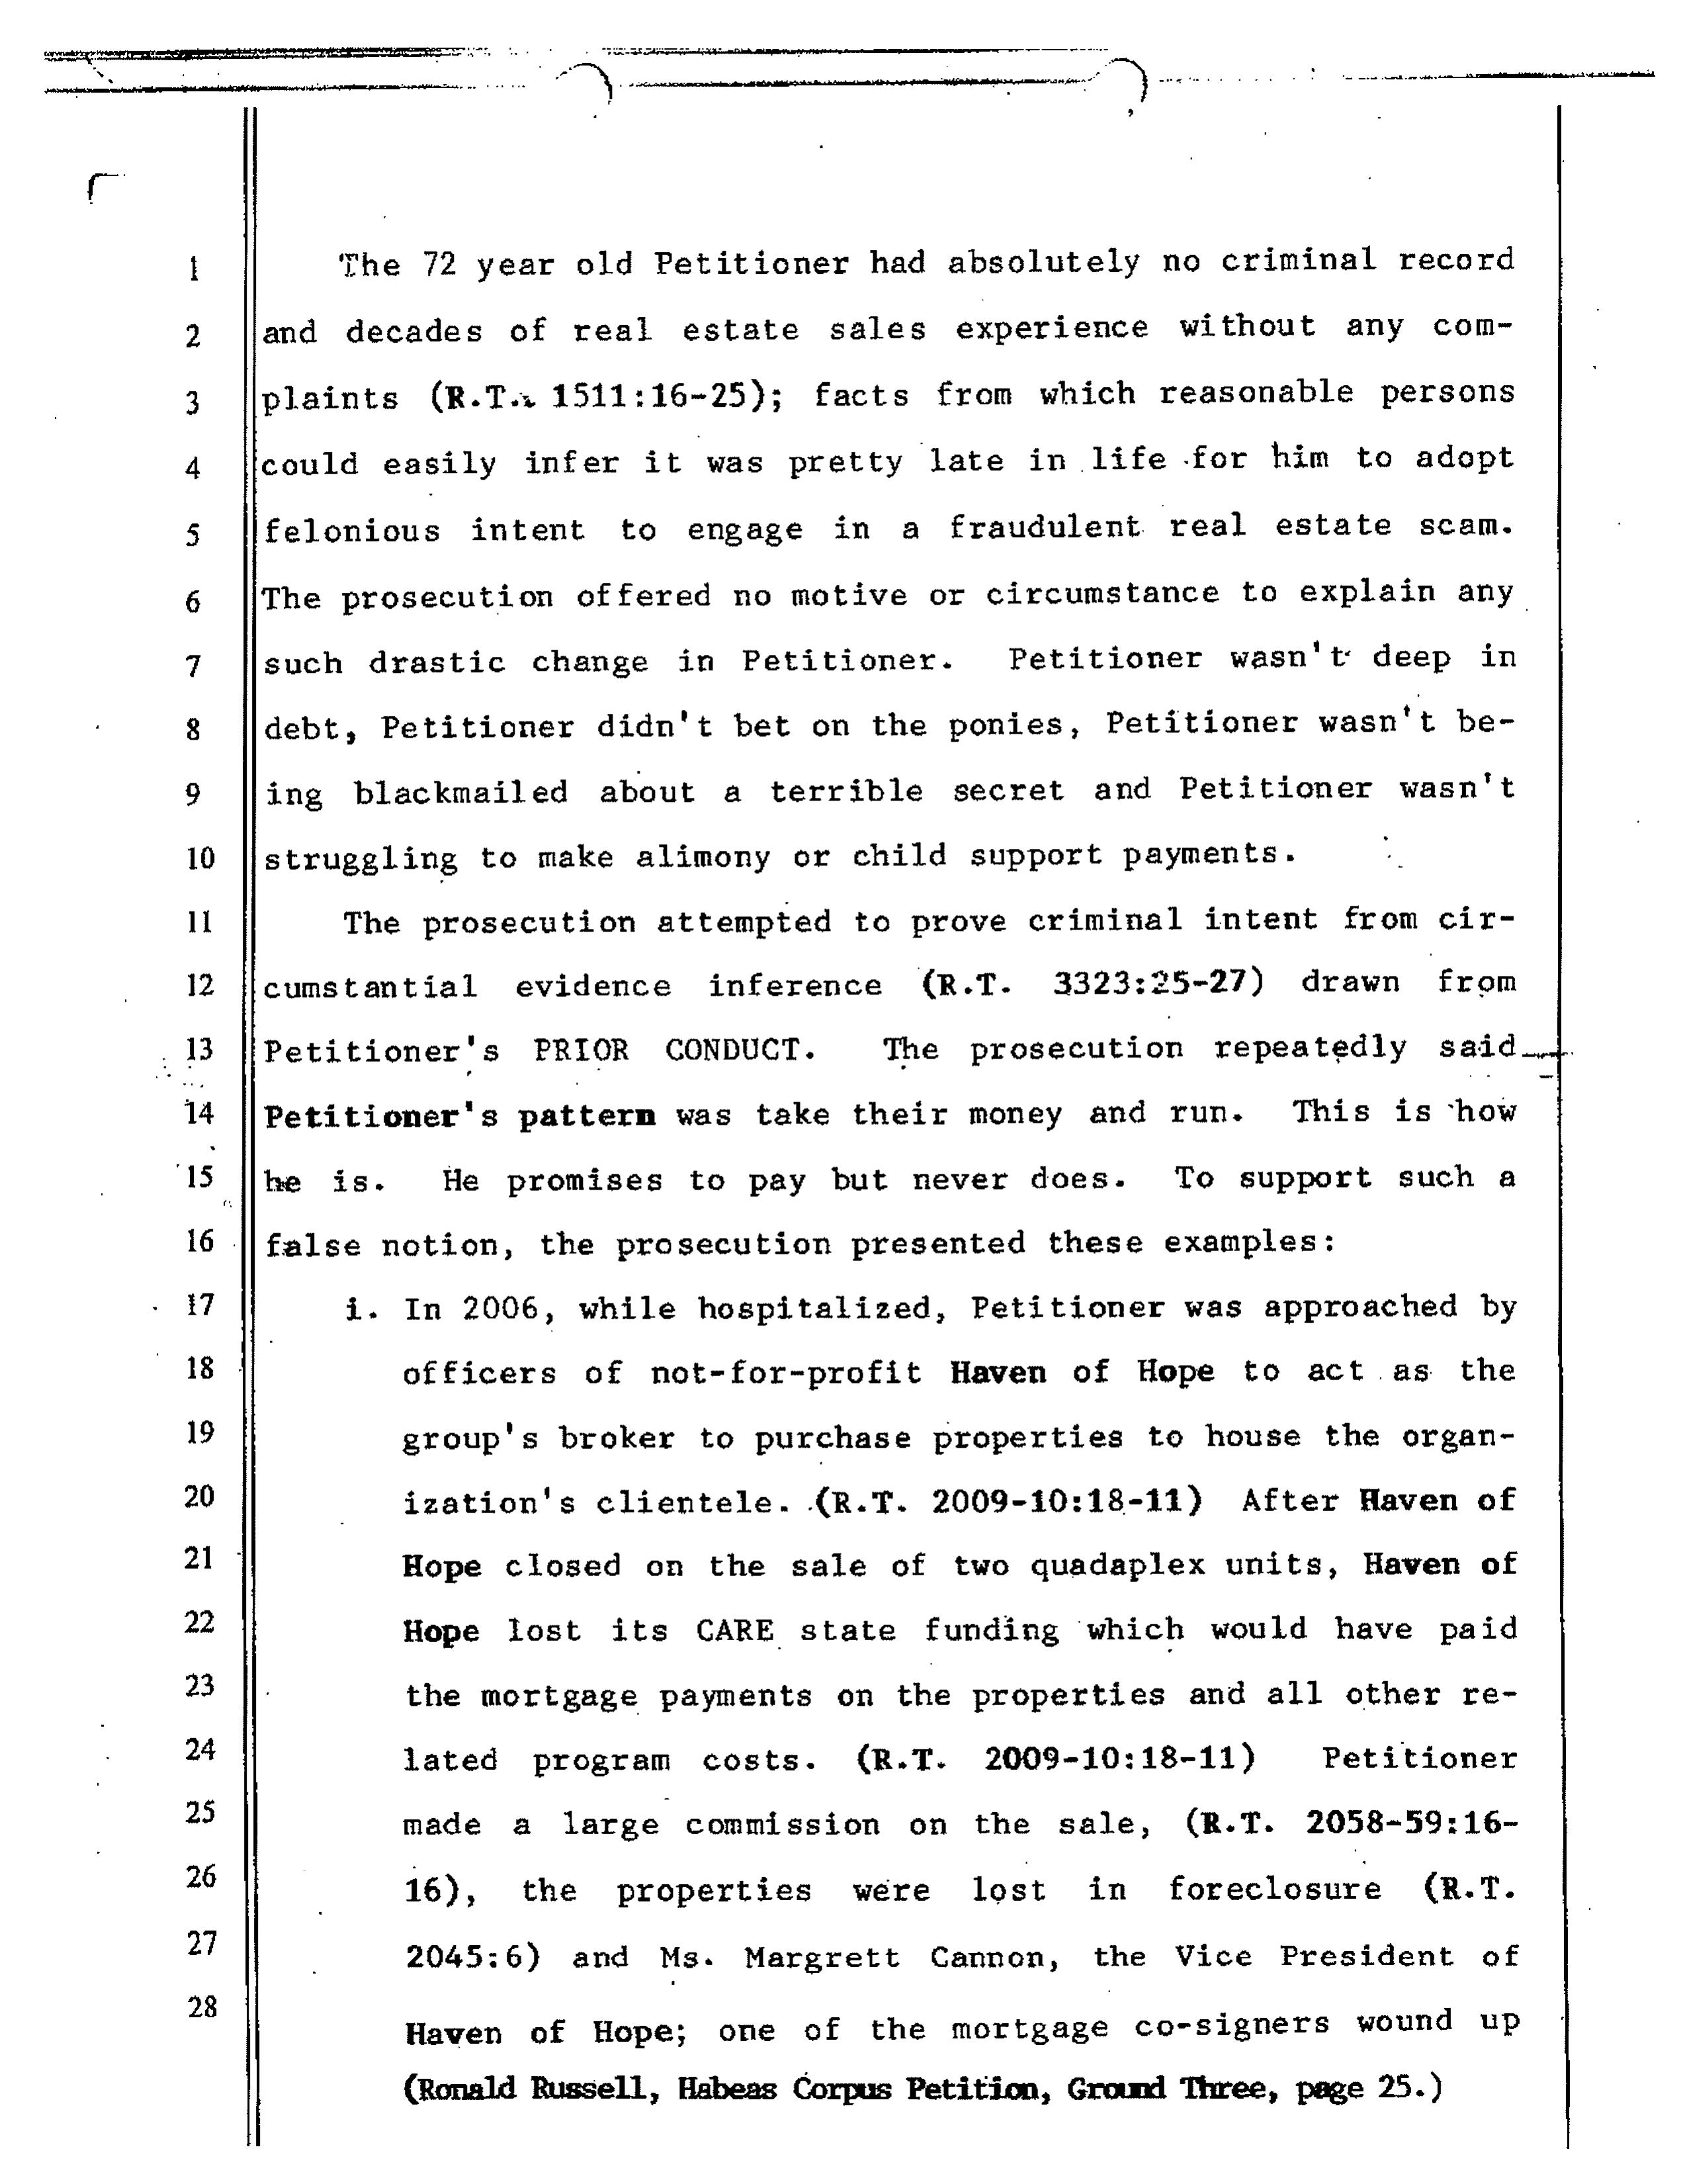 1 The 72 year old Petitioner had absolutely no criminal record
2 and decades of real estate sales experience without any com-
3 plaints (R.T. 1511:16-25); facts from which reasonable persons
4 could easily infer it was pretty late in life for him to adopt
5 felonious intent to engage in a fraudulent real estate scam.
6 The prosecution offered no motive or circumstance to explain any
7 such drastic change in Petitioner. Petitioner wasn't deep in
8 debt, Petitioner didn't bet on the ponies, Petitioner wasn't be-
9 ing blackmailed about a terrible secret and Petitioner wasn't
10 struggling to make alimony or child support payments.
11 The prosecution attempted to prove criminal intent from cir-
12 cumstantial evidence inference (R.T. 3323:25-27) drawn from
13 Petitioner's PRIOR CONDUCT. The prosecution repeatedly said
14 Petitioner's pattern was take their money and run. This is how
15 he is. He promises to pay but never does. To support such a
16 false notion, the prosecution presented these examples:
17 i. In 2006, while hospitalized, Petitioner was approached by
18 officers of not-for-profit Haven of Hope to act as the
19 group's broker to purchase properties to house the organ-
20 ization's clientele. (R.T. 2009-10:18-11) After Haven of
21 Hope closed on the sale of two quadaplex units, Haven of
22 Hope lost its CARE state funding which would have paid
23 the mortgage payments on the properties and all other re-
24 lated program costs. (R.T. 2009-10:18-11) Petitioner
25 made a large commission on the sale, (R.T. 2058-59:16-
26 16), the properties were lost in foreclosure (R.T.
27 2045:6) and Ms. Margrett Cannon, the Vice President of
28 Haven of Hope; one of the mortgage co-signers wound up
(Ronald Russell, Habeas Corpus Petition, Ground Three, page 25.)